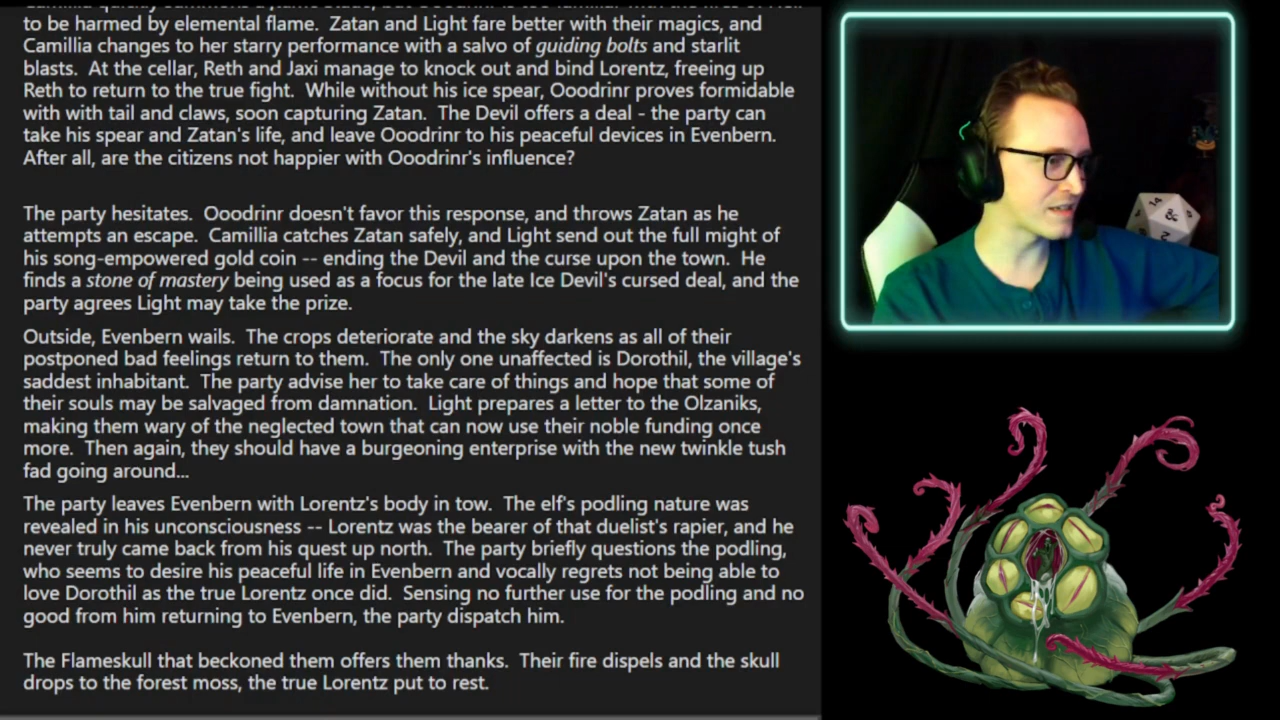 to be harmed by elemental flame.  Zatan and Light fare better with their magics, and
Camillia changes to her starry performance with a salvo of guiding bolts and starlit
blasts.  At the cellar, Reth and Jaxi manage to knock out and bind Lorentz, freeing up
Reth to return to the true fight.  While without his ice spear, Ooodrinr proves formidable
with with tail and claws, soon capturing Zatan.  The Devil offers a deal - the party can
take his spear and Zatan's life, and leave Ooodrinr to his peaceful devices in Evenbern.
After all, are the citizens not happier with Ooodrinr's influence?
The party hesitates.  Ooodrinr doesn't favor this response, and throws Zatan as he
attempts an escape.  Camillia catches Zatan safely, and Light send out the full might of
his song-empowered gold coin -- ending the Devil and the curse upon the town.  He
finds a stone of mastery being used as a focus for the late Ice Devil's cursed deal, and the
party agrees Light may take the prize.
Outside, Evenbern wails.  The crops deteriorate and the sky darkens as all of their
postponed bad feelings return to them.  The only one unaffected is Dorothil, the village's
saddest inhabitant.  The party advise her to take care of things and hope that some of
their souls may be salvaged from damnation.  Light prepares a letter to the Olzaniks,
making them wary of the neglected town that can now use their noble funding once
more.  Then again, they should have a burgeoning enterprise with the new twinkle tush
fad going around...
The party leaves Evenbern with Lorentz's body in tow.  The elf's podling nature was
revealed in his unconsciousness -- Lorentz was the bearer of that duelist's rapier, and he
never truly came back from his quest up north.  The party briefly questions the podling,
who seems to desire his peaceful life in Evenbern and vocally regrets not being able to
love Dorothil as the true Lorentz once did.  Sensing no further use for the podling and no
good from him returning to Evenbern, the party dispatch him.
The Flameskull that beckoned them offers them thanks.  Their fire dispels and the skull
drops to the forest moss, the true Lorentz put to rest.